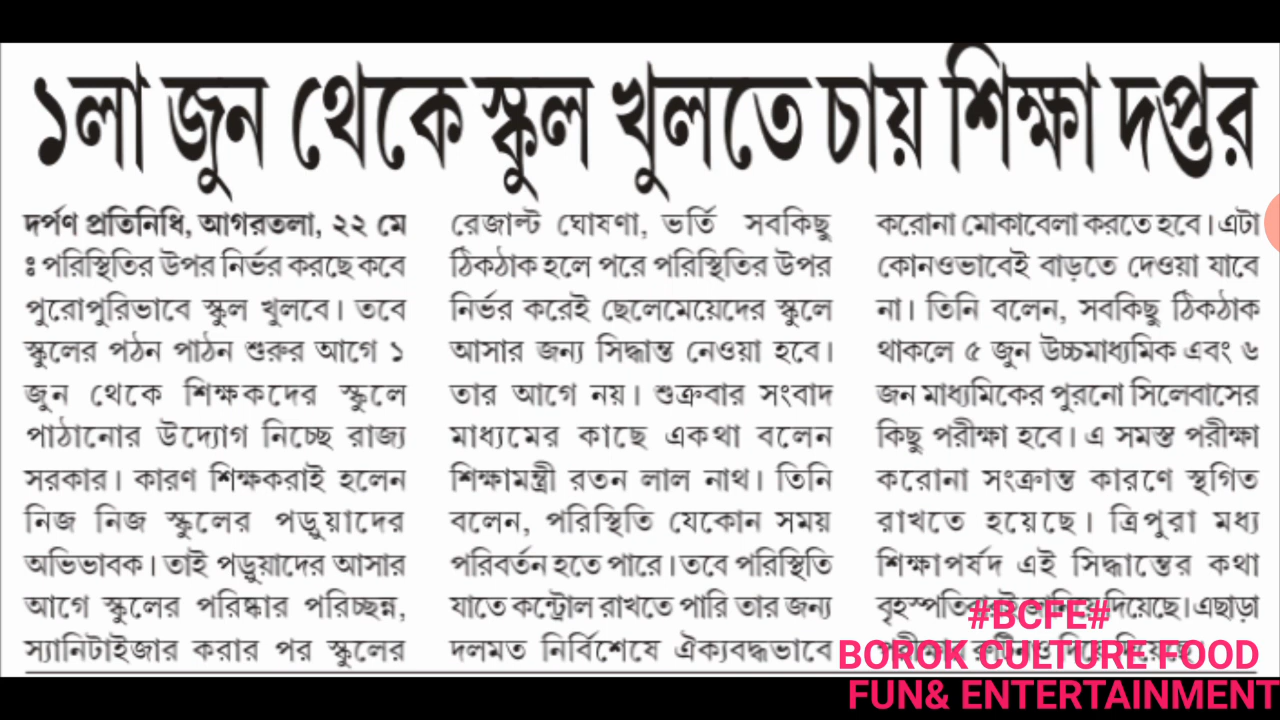 ১লা জুন থেকে স্কুল খুলতে চায় শিক্ষা দপ্তর
দর্পণ প্রতিনিধি, আগরতলা, ২২ মে
ঃ পরিস্থিতির উপর নির্ভর করছে কবে
পুরোপুরিভাবে স্কুল খুলবে। তবে
স্কুলের পঠন পাঠন শুরুর আগে ১
জুন থেকে শিক্ষকদের স্কুলে
পাঠানোর উদ্যোগ নিচ্ছে রাজ্য
সরকার। কারণ শিক্ষকরাই হলেন
নিজ নিজ স্কুলের পড়ুয়াদের
অভিভাবক। তাই পড়ুয়াদের আসার
আগে স্কুলের পরিষ্কার পরিচ্ছন্ন,
স্যানিটাইজার করার পর স্কুলের
রেজাল্ট ঘোষণা, ভর্তি সবকিছু
ঠিকঠাক হলে পরে পরিস্থিতির উপর
নির্ভর করেই ছেলেমেয়েদের স্কুলে
আসার জন্য সিদ্ধান্ত নেওয়া হবে।
তার আগে নয়। শুক্রবার সংবাদ
মাধ্যমের কাছে একথা বলেন
শিক্ষামন্ত্রী রতন লাল নাথ। তিনি
বলেন, পরিস্থিতি যেকোন সময়
পরিবর্তন হতে পারে। তবে পরিস্থিতি
যাতে কন্ট্রোল রাখতে পারি তার জন্য
দলমত নির্বিশেষে ঐক্যবদ্ধভাবে
করোনা মোকাবেলা করতে হবে। এটা
কোনওভাবেই বাড়তে দেওয়া যাবে
না। তিনি বলেন, সবকিছু ঠিকঠাক
থাকলে ৫ জুন উচ্চমাধ্যমিক এবং ৬
জন মাধ্যমিকের পুরনো সিলেবাসের
কিছু পরীক্ষা হবে। এ সমস্ত পরীক্ষা
করোনা সংক্রান্ত কারণে স্থগিত
রাখতে হয়েছে। ত্রিপুরা মধ্য
শিক্ষাপর্ষদ এই সিদ্ধান্তের কথা
দিয়েছে। এছাড়া
#BCFE#
BOROK CULTURE FOOD
FUN& ENTERTAINMENT